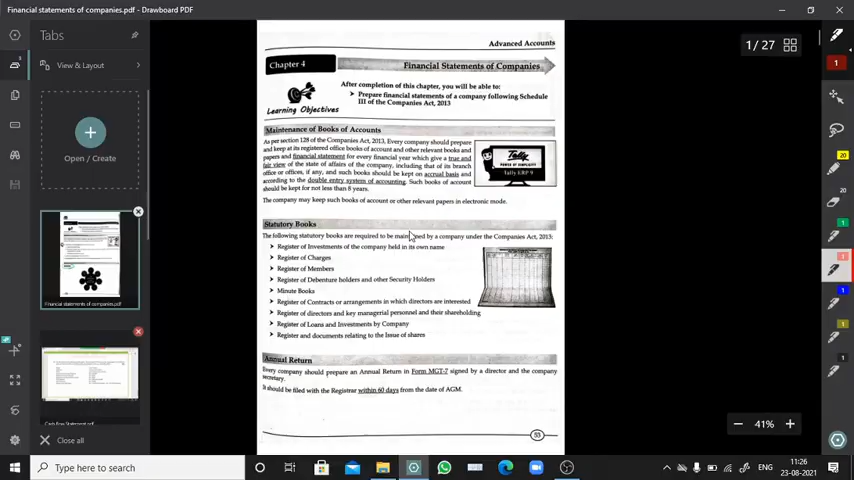 Financial statements of companies.pdf - Drawboard PDF
Tabs
View & Layout
Open / Create
Financial statements of companies.pdf
Cash flow Statement.pdf
Close all
1/27
Advanced Accounts
Chapter 4
Financial Statements of Companies
After completion of this chapter, you will be able to:
Prepare financial statements of a company following Schedule
III of the Companies Act, 2013
Learning Objectives
Maintenance of Books of Accounts
As per section 128 of the Companies Act, 2013, Every company should prepare
and keep at its registered office books of account and other relevant books and
papers and financial statement for every financial year which give a true and
fair view of the state of affairs of the company, including that of its branch
office or offices, if any, and such books should be kept on accrual basis and
according to the double entry system of accounting. Such books of account
should be kept for not less than 8 years.
Tally
POWER OF SIMPLICITY
Tally ERP 9
The company may keep such books of account or other relevant papers in electronic mode.
Statutory Books
The following statutory books are required to be maintained by a company under the Companies Act, 2013:
Register of Investments of the company held in its own name
Register of Charges
Register of Members
Register of Debenture holders and other Security Holders
Minute Books
Register of Contracts or arrangements in which directors are interested
Register of directors and key managerial personnel and their shareholding
Register of Loans and Investments by Company
Register and documents relating to the Issue of shares
Annual Return
Every company should prepare an Annual Return in Form MGT-7 signed by a director and the company
secretary.
It should be filed with the Registrar within 60 days from the date of AGM.
53
41%
Type here to search
ENG
11:26
23-08-2021